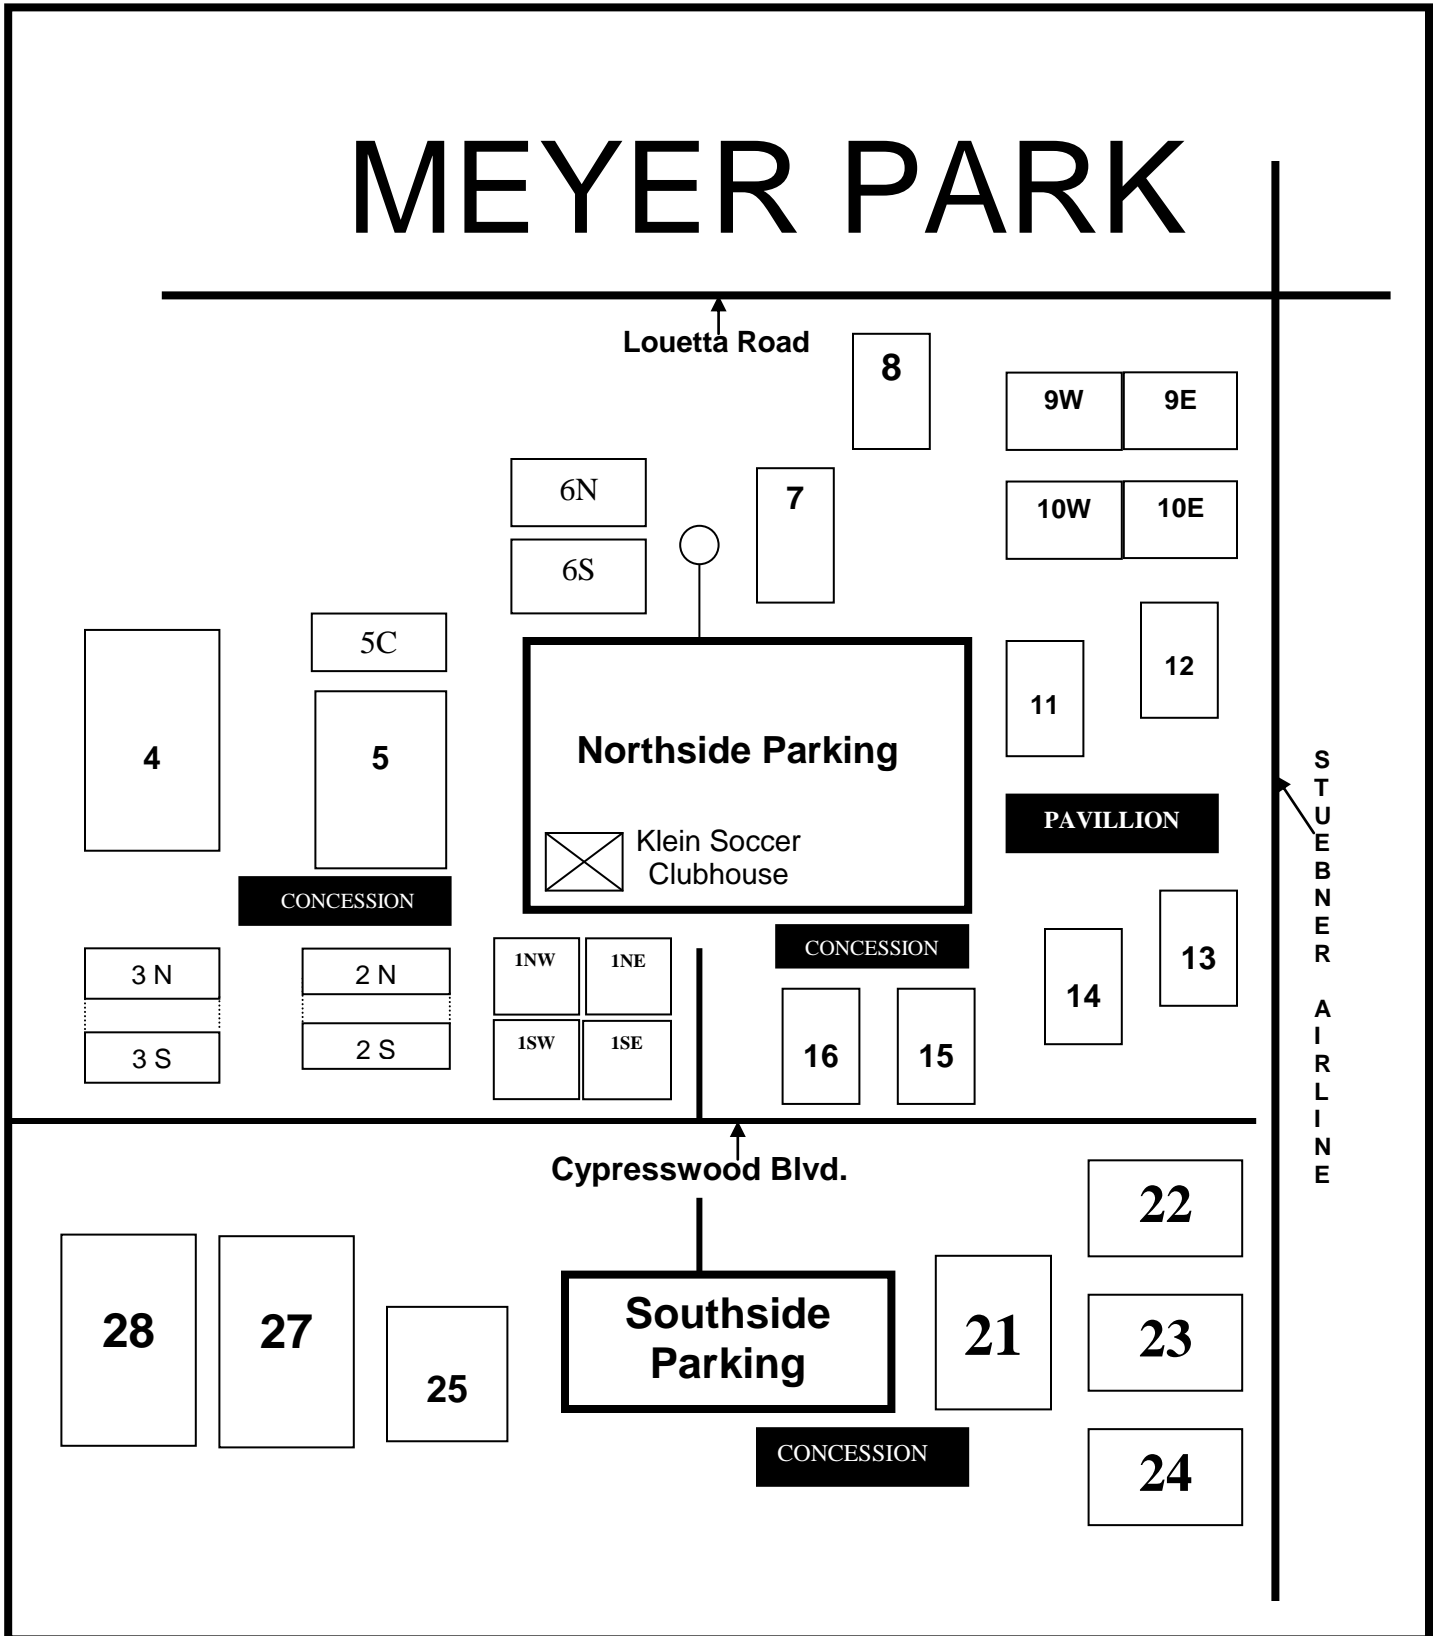 MEYER PARK
Louetta Road
8
9W
9E
6N
7
10W
10E
6S
5C
12
11
4
5
Northside Parking
STUEBNER AIRLINE
PAVILLION
Klein Soccer
Clubhouse
CONCESSION
CONCESSION
3 N
2 N
1NW
1NE
13
14
3 S
2 S
1SW
1SE
16
15
Cypresswood Blvd.
22
28
27
Southside
Parking
21
23
25
CONCESSION
24